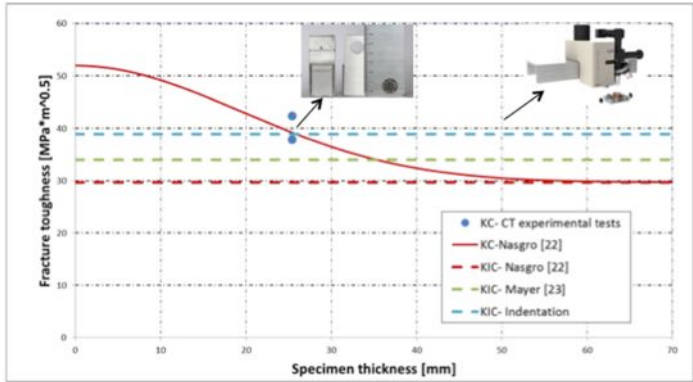 Fracture toughness [MPa*m^0.5]
60
50
40
30
20
10
0
0 10 20 30 40 50 60 70
Specimen thickness [mm]
KC- CT experimental tests
KC-Nasgro [22]
KIC- Nasgro [22]
KIC- Mayer [23]
KIC- Indentation